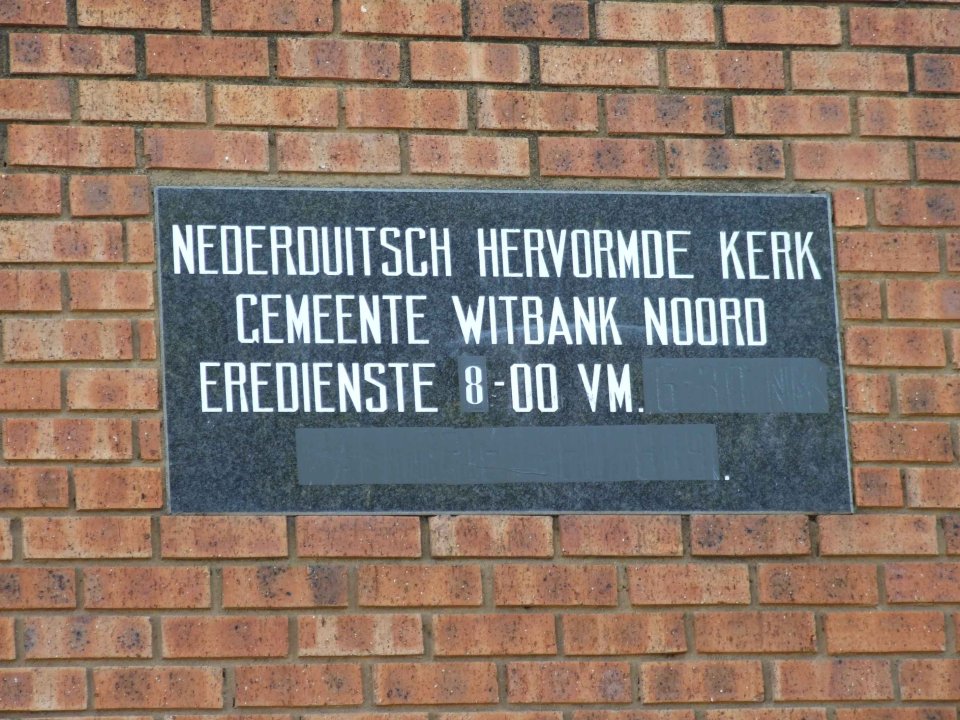 NEDERDUITSCH HERVORMDE KERK
GEMEENTE WITBANK NOORD
EREDIENSTE 8-00 VM.